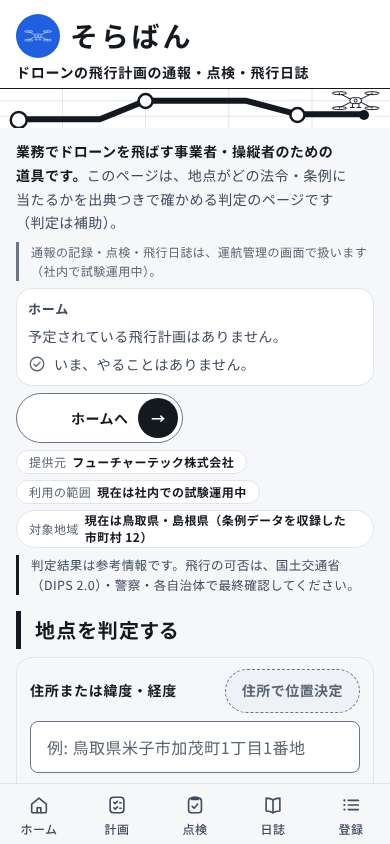 そらばん
ドローンの飛行計画の通報・点検・飛行日誌
業務でドローンを飛ばす事業者・操縦者のための
道具です。このページは、地点がどの法令・条例に
当たるかを出典つきで確かめる判定のページです
（判定は補助）。
通報の記録・点検・飛行日誌は、運航管理の画面で扱います
（社内で試験運用中）。
ホーム
予定されている飛行計画はありません。
いま、やることはありません。
ホームへ →
提供元 フューチャーテック株式会社
利用の範囲 現在は社内での試験運用中
対象地域 現在は鳥取県・島根県（条例データを収録した
市町村 12）
判定結果は参考情報です。飛行の可否は、国土交通省
（DIPS 2.0）・警察・各自治体で最終確認してください。
地点を判定する
住所または緯度・経度
住所で位置決定
例: 鳥取県米子市加茂町1丁目1番地
ホーム 計画 点検 日誌 登録